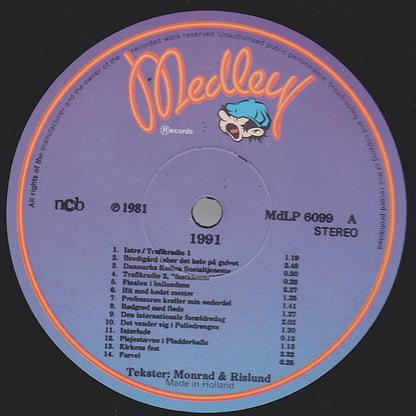 All rights of the manufacturer and the owner of the recorded work reserved. Unauthorised public performance, broadcasting and copying of this record prohibited
Medley
Records
ncb
℗ 1981
MdLP 6099 A
STEREO
1991
1. Intro / Trafikradio 1 1.19
2. Brudtgård taber det hele på gulvet 2.46
3. Danmarks Radios Socialtjeneste 0.50
4. Trafikradio 2, 0.28
5. Finalen i ballondans 2.37
6. Hit med kødet mester 1.35
7. Professoren kreller min nederdel 1.41
8. Rødgrød med fløde 1.27
9. Den internationale forsfdredag 2.02
10. Det vender sig i Polledrengen 1.20
11. Interlude 0.12
12. Pløjestævne i Pladderballe 1.13
13. Kirkens fest 3.32
14. Farvel 0.25
Tekster: Monrad & Rislund
Made in Holland